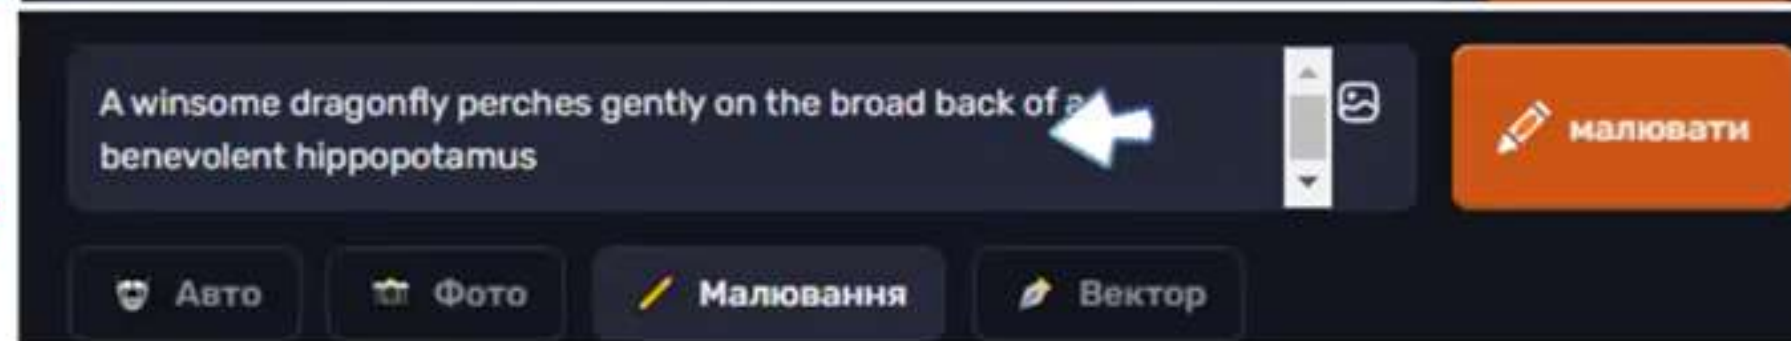 A winsome dragonfly perches gently on the broad back of a
benevolent hippopotamus
малювати
Авто
Фото
Малювання
Вектор